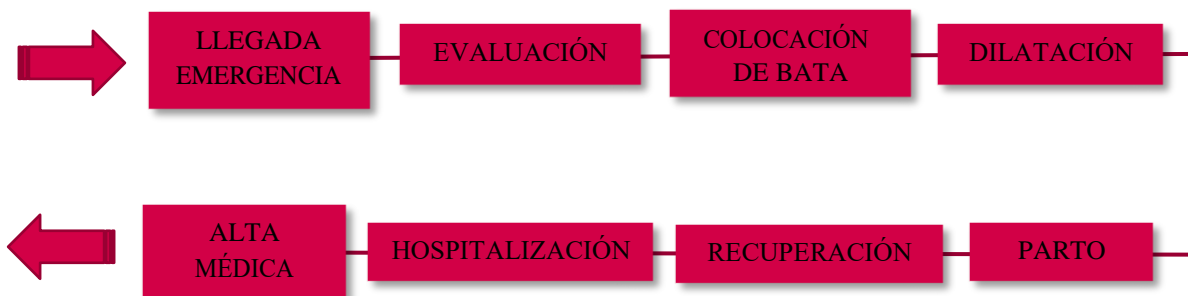 LLEGADA
EMERGENCIA
EVALUACIÓN
COLOCACIÓN
DE BATA
DILATACIÓN
ALTA
MÉDICA
HOSPITALIZACIÓN
RECUPERACIÓN
PARTO